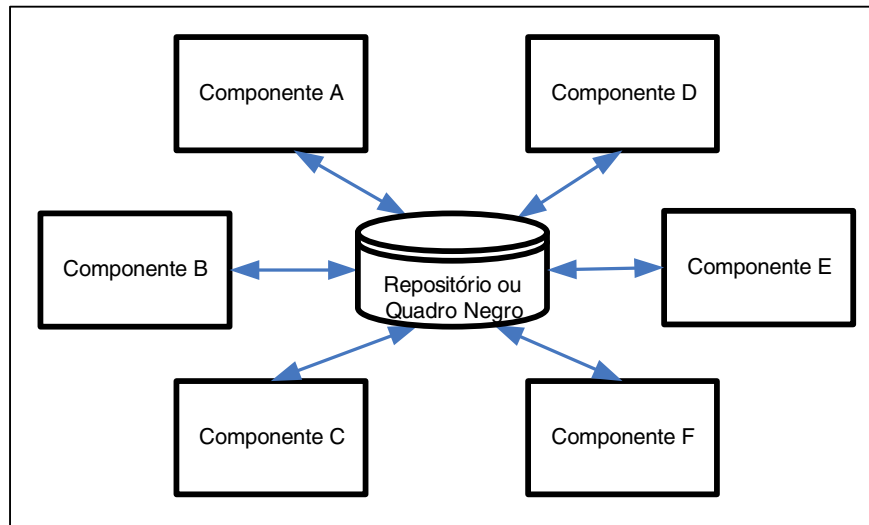 Componente A
Componente D
Componente B
Repositório ou
Quadro Negro
Componente E
Componente C
Componente F